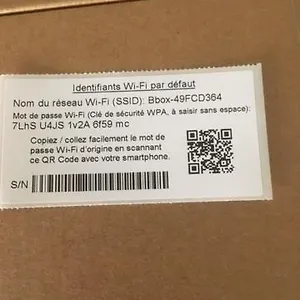 Identifiants Wi-Fi par défaut
Nom du réseau Wi-Fi (SSID): Bbox-49FCD364
Mot de passe Wi-Fi (Clé de sécurité WPA, à saisir sans espace):
7LhS U4JS 1v2A 6f59 mc
Copiez / collez facilement le mot de
passe Wi-Fi d'origine en scannant
ce QR Code avec votre smartphone.
S/N